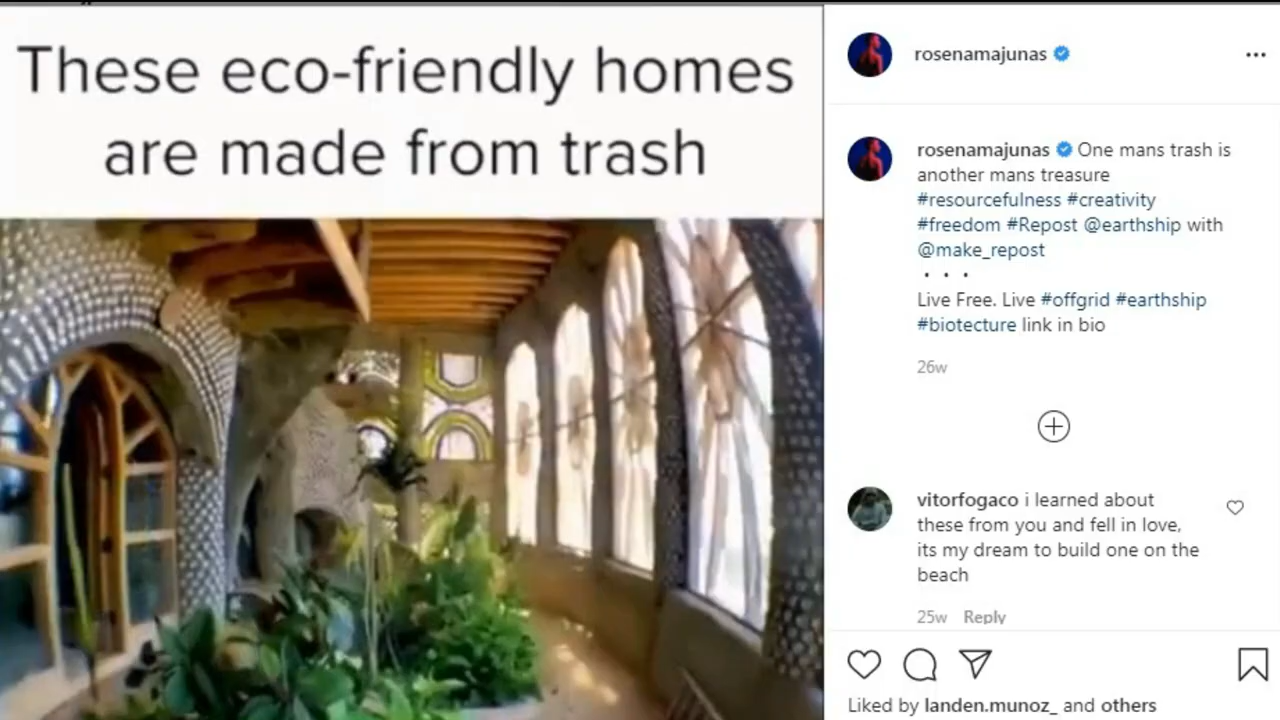 These eco-friendly homes
are made from trash
rosenamajunas
rosenamajunas One mans trash is
another mans treasure
#resourcefulness #creativity
#freedom #Repost @earthship with
@make_repost
• • •
Live Free. Live #offgrid #earthship
#biotecture link in bio
26w
vitorfogaco i learned about
these from you and fell in love,
its my dream to build one on the
beach
25w Reply
Liked by landen.munoz_ and others